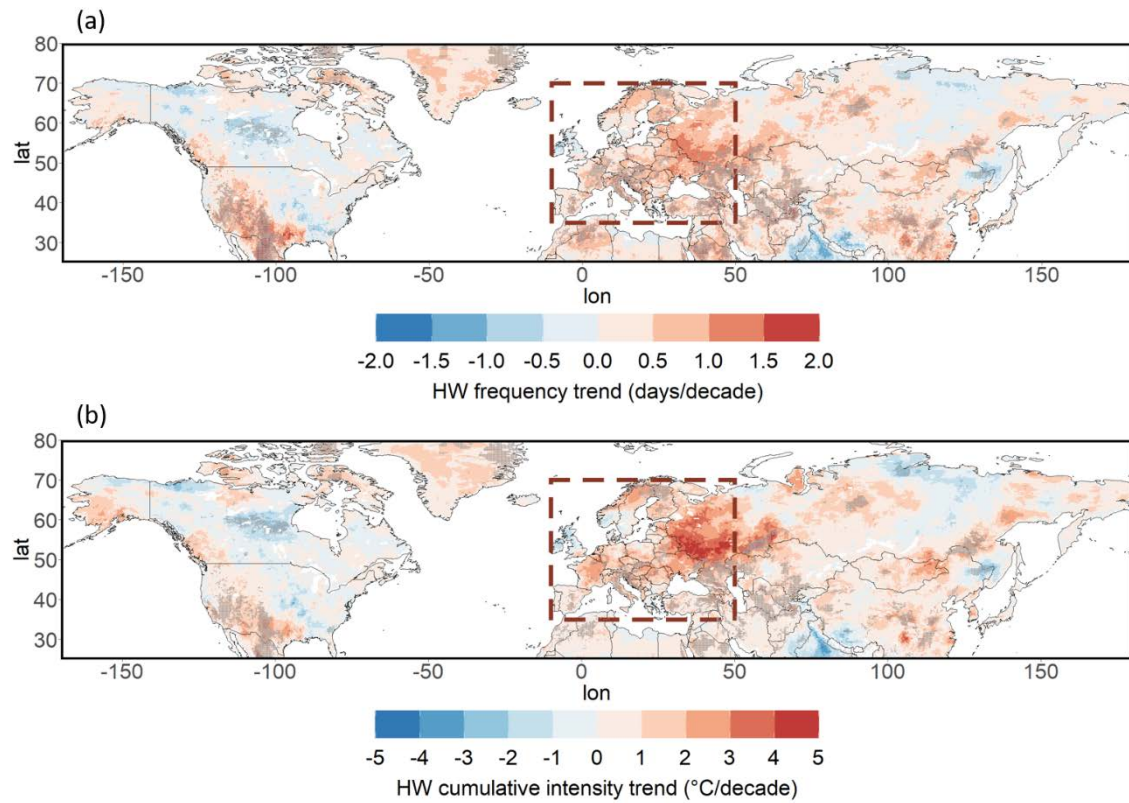 (a)
80
70
60
50
40
30
lat
-150 -100 -50 0 50 100 150
lon
-2.0 -1.5 -1.0 -0.5 0.0 0.5 1.0 1.5 2.0
HW frequency trend (days/decade)
(b)
80
70
60
50
40
30
lat
-150 -100 -50 0 50 100 150
lon
-5 -4 -3 -2 -1 0 1 2 3 4 5
HW cumulative intensity trend (°C/decade)